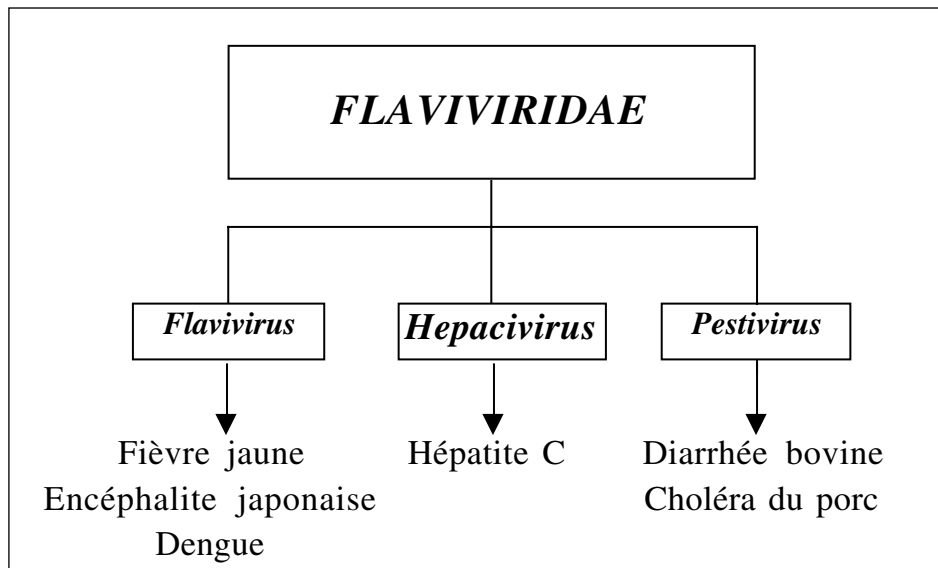 FLAVIVIRIDAE
Flavivirus
Hepacivirus
Pestivirus
Fièvre jaune
Encéphalite japonaise
Dengue
Hépatite C
Diarrhée bovine
Choléra du porc